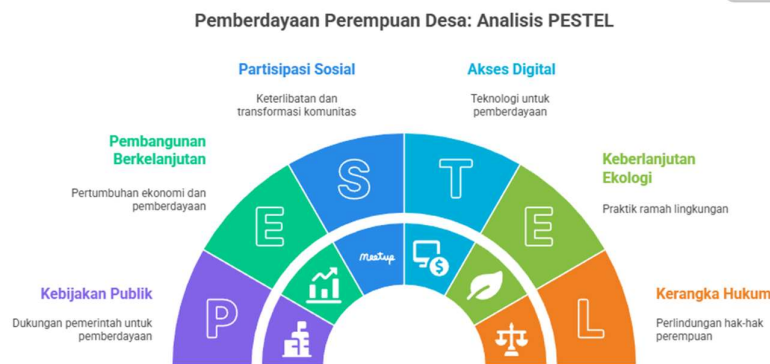 Pemberdayaan Perempuan Desa: Analisis PESTEL
Partisipasi Sosial
Keterlibatan dan
transformasi komunitas
Akses Digital
Teknologi untuk
pemberdayaan
Pembangunan
Berkelanjutan
Pertumbuhan ekonomi dan
pemberdayaan
Keberlanjutan
Ekologi
Praktik ramah lingkungan
Kebijakan Publik
Dukungan pemerintah untuk
pemberdayaan
Kerangka Hukum
Perlindungan hak-hak
perempuan
P
E
S
T
E
L
Meetup
$